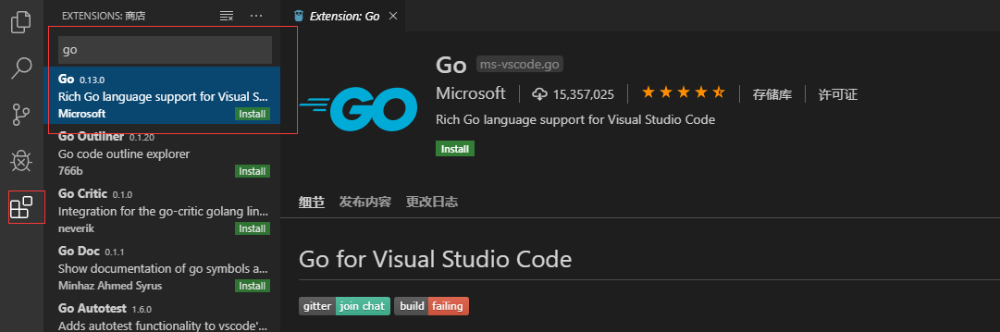 EXTENSIONS: 商店
go
Go 0.13.0
Rich Go language support for Visual S...
Microsoft Install
Go Outliner 0.1.20
Go code outline explorer
766b Install
Go Critic 0.1.0
Integration for the go-critic golang lin...
neverik Install
Go Doc 0.1.1
Show documentation of go symbols a...
Minhaz Ahmed Syrus Install
Go Autotest 1.6.0
Adds autotest functionality to vscode'...
Extension: Go
GO
Go ms-vscode.go
Microsoft 15,357,025 存储库 许可证
Rich Go language support for Visual Studio Code
Install
细节 发布内容 更改日志
Go for Visual Studio Code
gitter join chat build failing